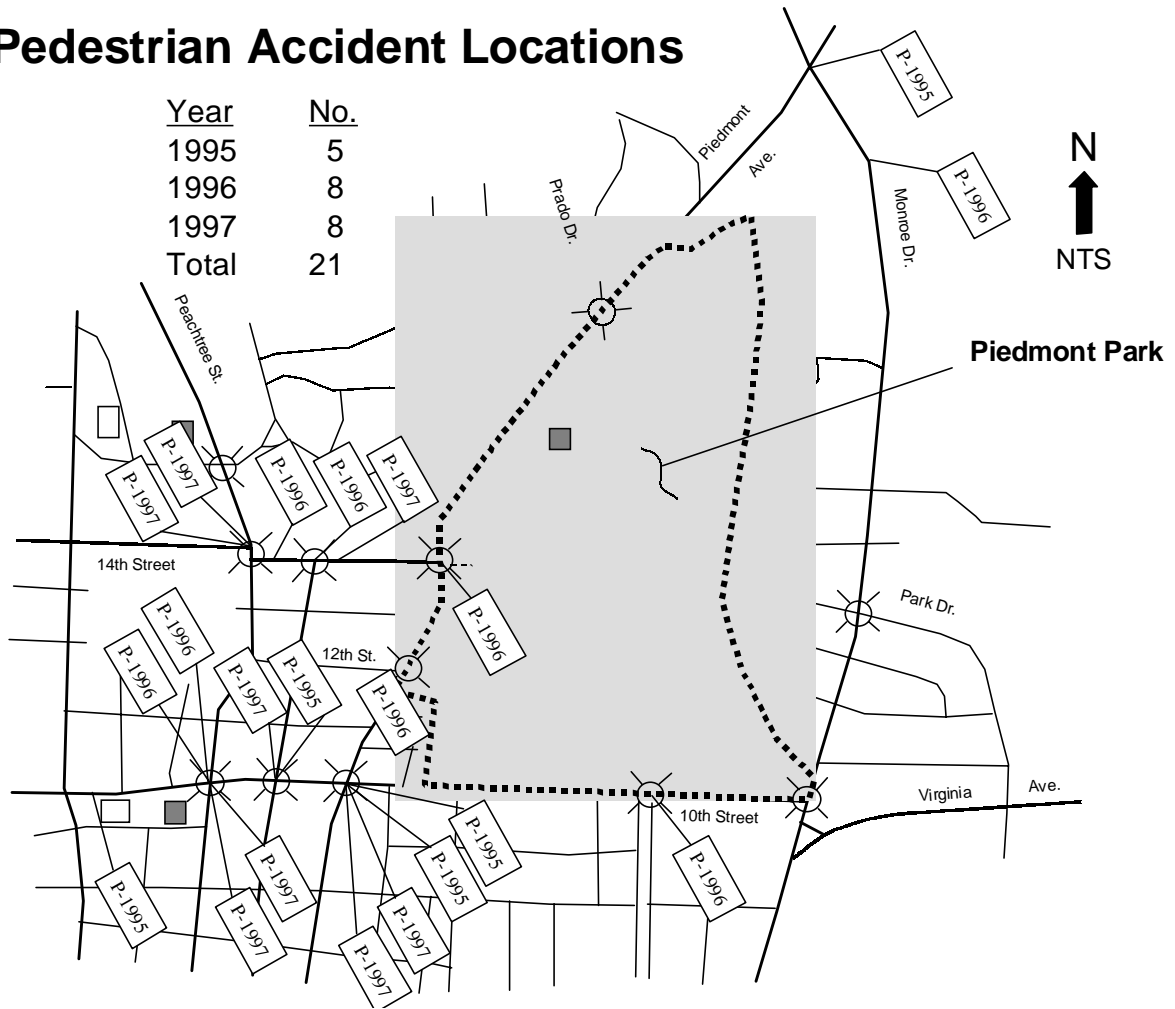 Pedestrian Accident Locations
Year No.
1995 5
1996 8
1997 8
Total 21
P-1995
P-1996
N
NTS
Piedmont
Ave.
Prado Dr.
Monroe Dr.
Peachtree St.
Piedmont Park
P-1997
P-1997
P-1996
P-1996
P-1997
14th Street
P-1996
P-1996
P-1996
P-1997
P-1995
12th St.
P-1996
Park Dr.
10th Street
Virginia
Ave.
P-1995
P-1997
P-1997
P-1995
P-1995
P-1997
P-1997
P-1996